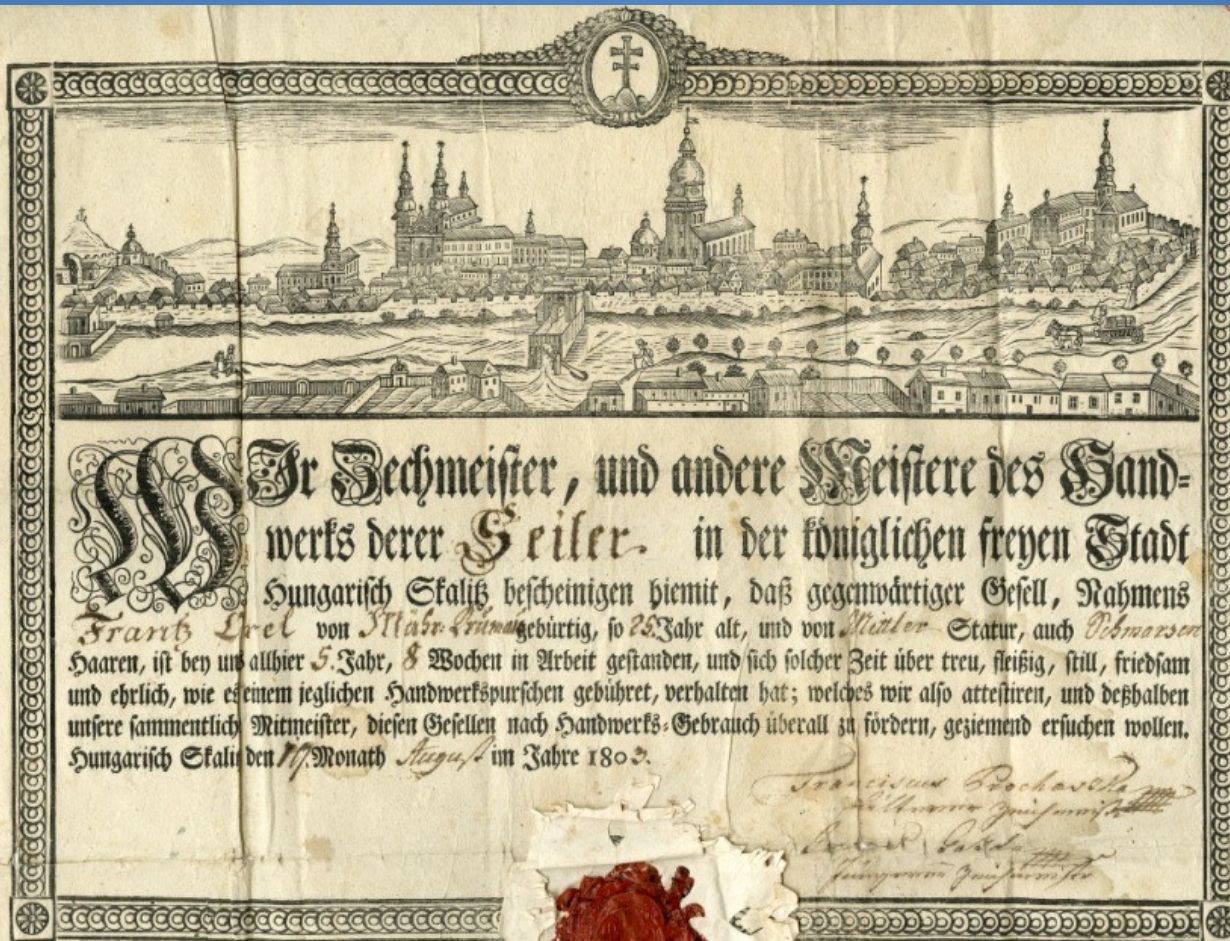 WIr Zechmeister, und andere Meistere des Hand=
werks derer Seiler in der königlichen freyen Stadt
Hungarisch Skalitz bescheinigen hiemit, daß gegenwärtiger Gesell, Nahmens
Frantz von Mähr. gebürtig, so 25 Jahr alt, und von Mittler Statur, auch Schwarzen
Haaren, ist bey uns allhier 5. Jahr, 8 Wochen in Arbeit gestanden, und sich solcher Zeit über treu, fleißig, still, friedsam
und ehrlich, wie es einem jeglichen Handwerkspurschen gebühret, verhalten hat; welches wir also attestiren, und deßhalben
unsere sammentlich Mitmeister, diesen Gesellen nach Handwerks=Gebrauch überall zu fördern, geziemend ersuchen wollen.
Hungarisch Skalitz den Monath August im Jahre 1803.
Franciscus